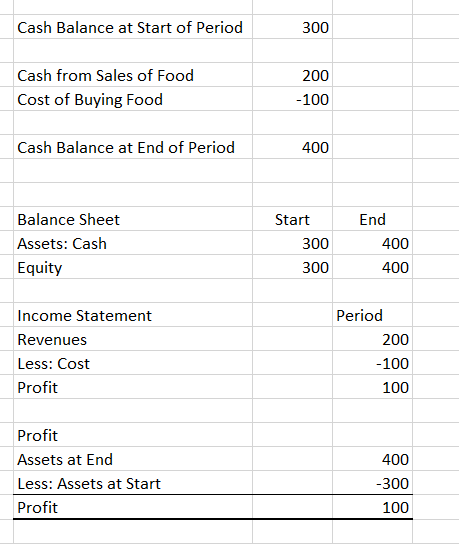 Cash Balance at Start of Period 300
Cash from Sales of Food 200
Cost of Buying Food -100
Cash Balance at End of Period 400
Balance Sheet Start End
Assets: Cash 300 400
Equity 300 400
Income Statement Period
Revenues 200
Less: Cost -100
Profit 100
Profit
Assets at End 400
Less: Assets at Start -300
Profit 100